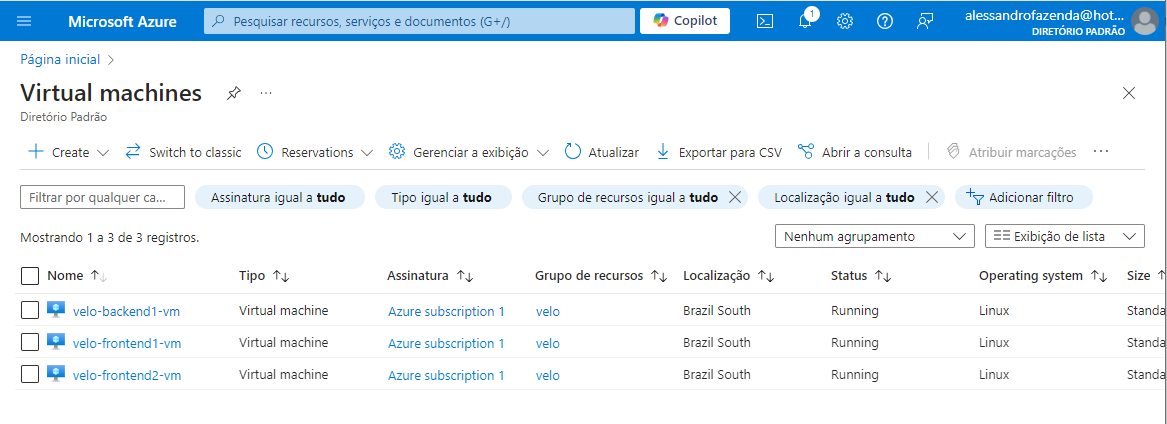 Microsoft Azure Pesquisar recursos, serviços e documentos (G+/) Copilot 1 alessandrofazenda@hot...
DIRETÓRIO PADRÃO
Página inicial >
Virtual machines ...
Diretório Padrão
Create Switch to classic Reservations Gerenciar a exibição Atualizar Exportar para CSV Abrir a consulta Atribuir marcações ...
Filtrar por qualquer ca... Assinatura igual a tudo Tipo igual a tudo Grupo de recursos igual a tudo Localização igual a tudo Adicionar filtro
Mostrando 1 a 3 de 3 registros. Nenhum agrupamento Exibição de lista
Nome Tipo Assinatura Grupo de recursos Localização Status Operating system Size
velo-backend1-vm Virtual machine Azure subscription 1 velo Brazil South Running Linux Standa
velo-frontend1-vm Virtual machine Azure subscription 1 velo Brazil South Running Linux Standa
velo-frontend2-vm Virtual machine Azure subscription 1 velo Brazil South Running Linux Standa